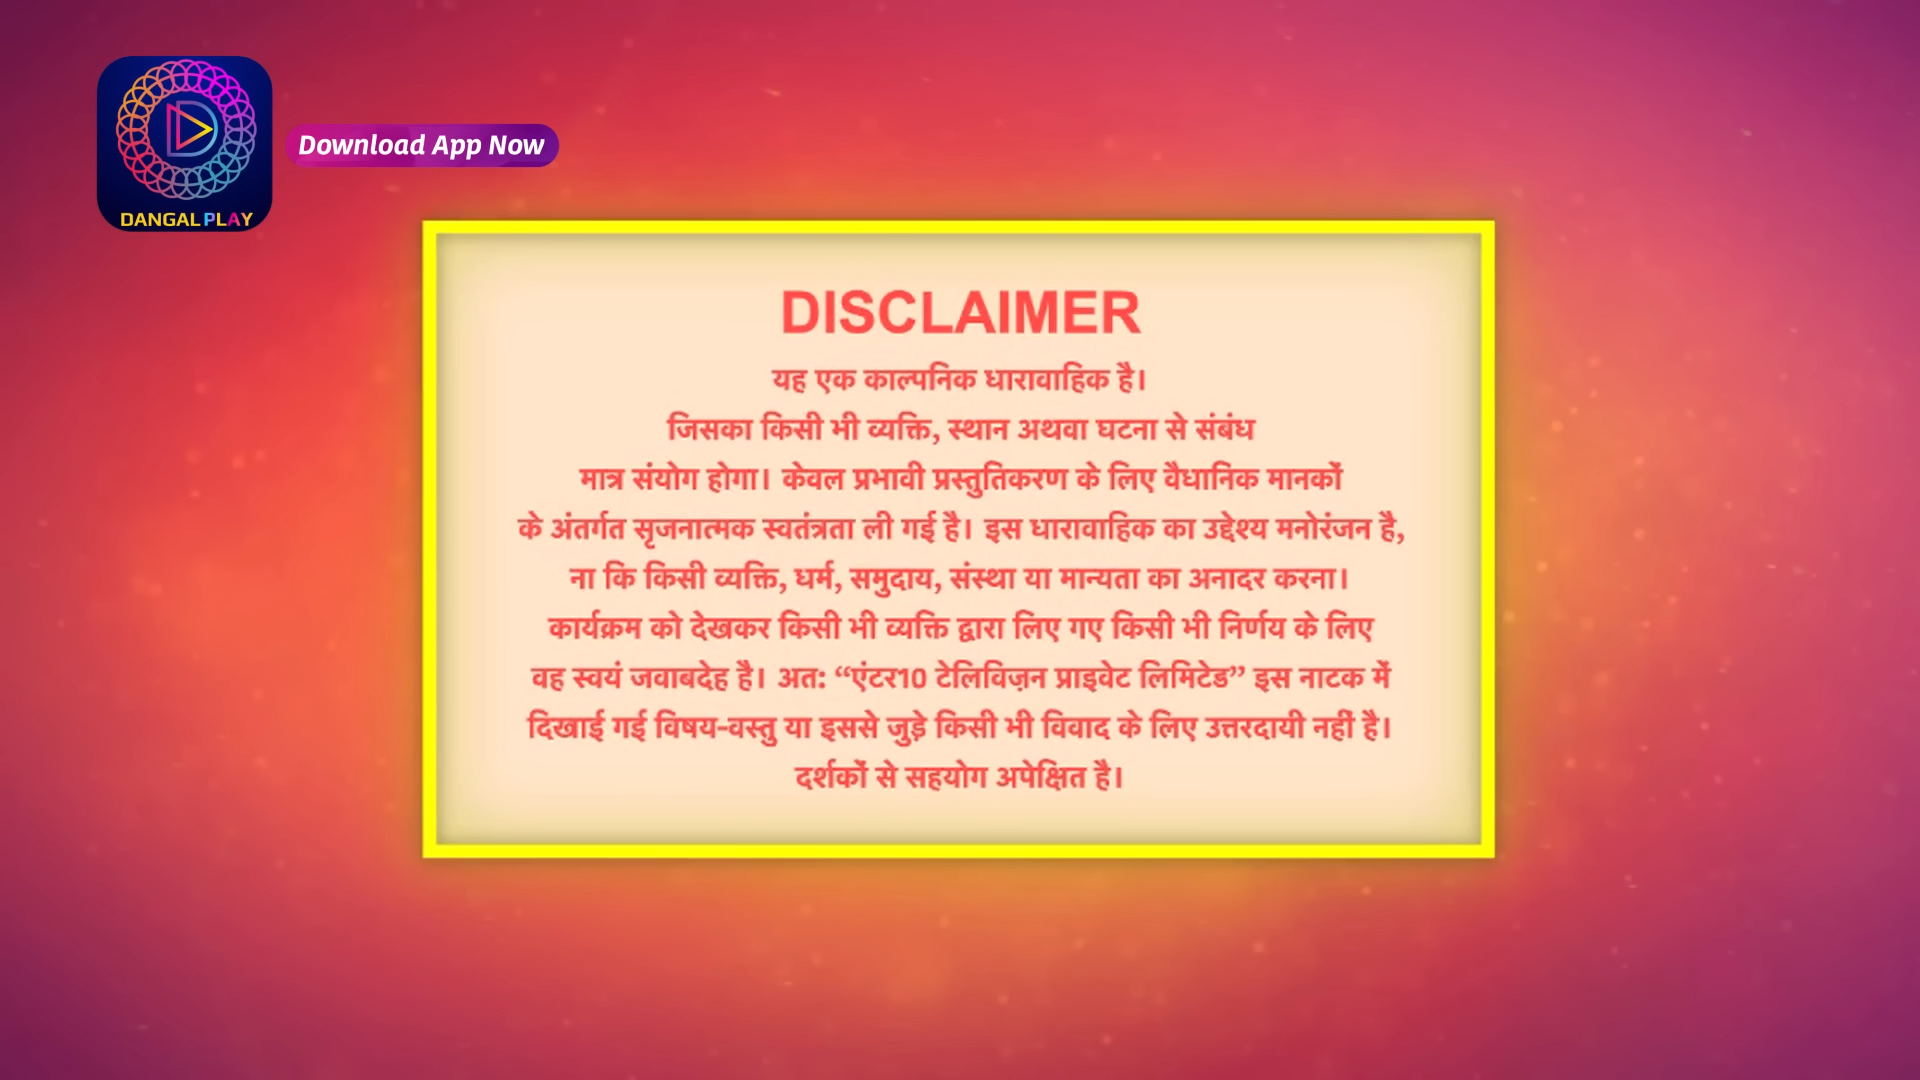 DANGAL PLAY
Download App Now
DISCLAIMER
यह एक काल्पनिक धारावाहिक है।
जिसका किसी भी व्यक्ति, स्थान अथवा घटना से संबंध
मात्र संयोग होगा। केवल प्रभावी प्रस्तुतिकरण के लिए वैधानिक मानकों
के अंतर्गत सृजनात्मक स्वतंत्रता ली गई है। इस धारावाहिक का उद्देश्य मनोरंजन है,
ना कि किसी व्यक्ति, धर्म, समुदाय, संस्था या मान्यता का अनादर करना।
कार्यक्रम को देखकर किसी भी व्यक्ति द्वारा लिए गए किसी भी निर्णय के लिए
वह स्वयं जवाबदेह है। अत: “एंटर10 टेलिविज़न प्राइवेट लिमिटेड” इस नाटक में
दिखाई गई विषय-वस्तु या इससे जुड़े किसी भी विवाद के लिए उत्तरदायी नहीं है।
दर्शकों से सहयोग अपेक्षित है।